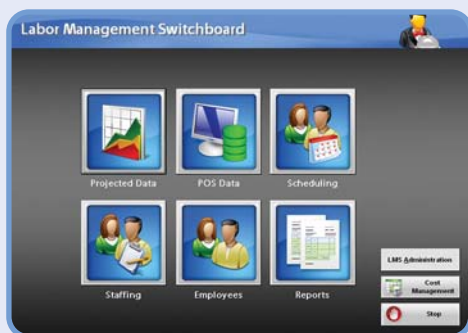 Labor Management Switchboard
Projected Data
POS Data
Scheduling
Staffing
Employees
Reports
LMS Administration
Cost
Management
Stop